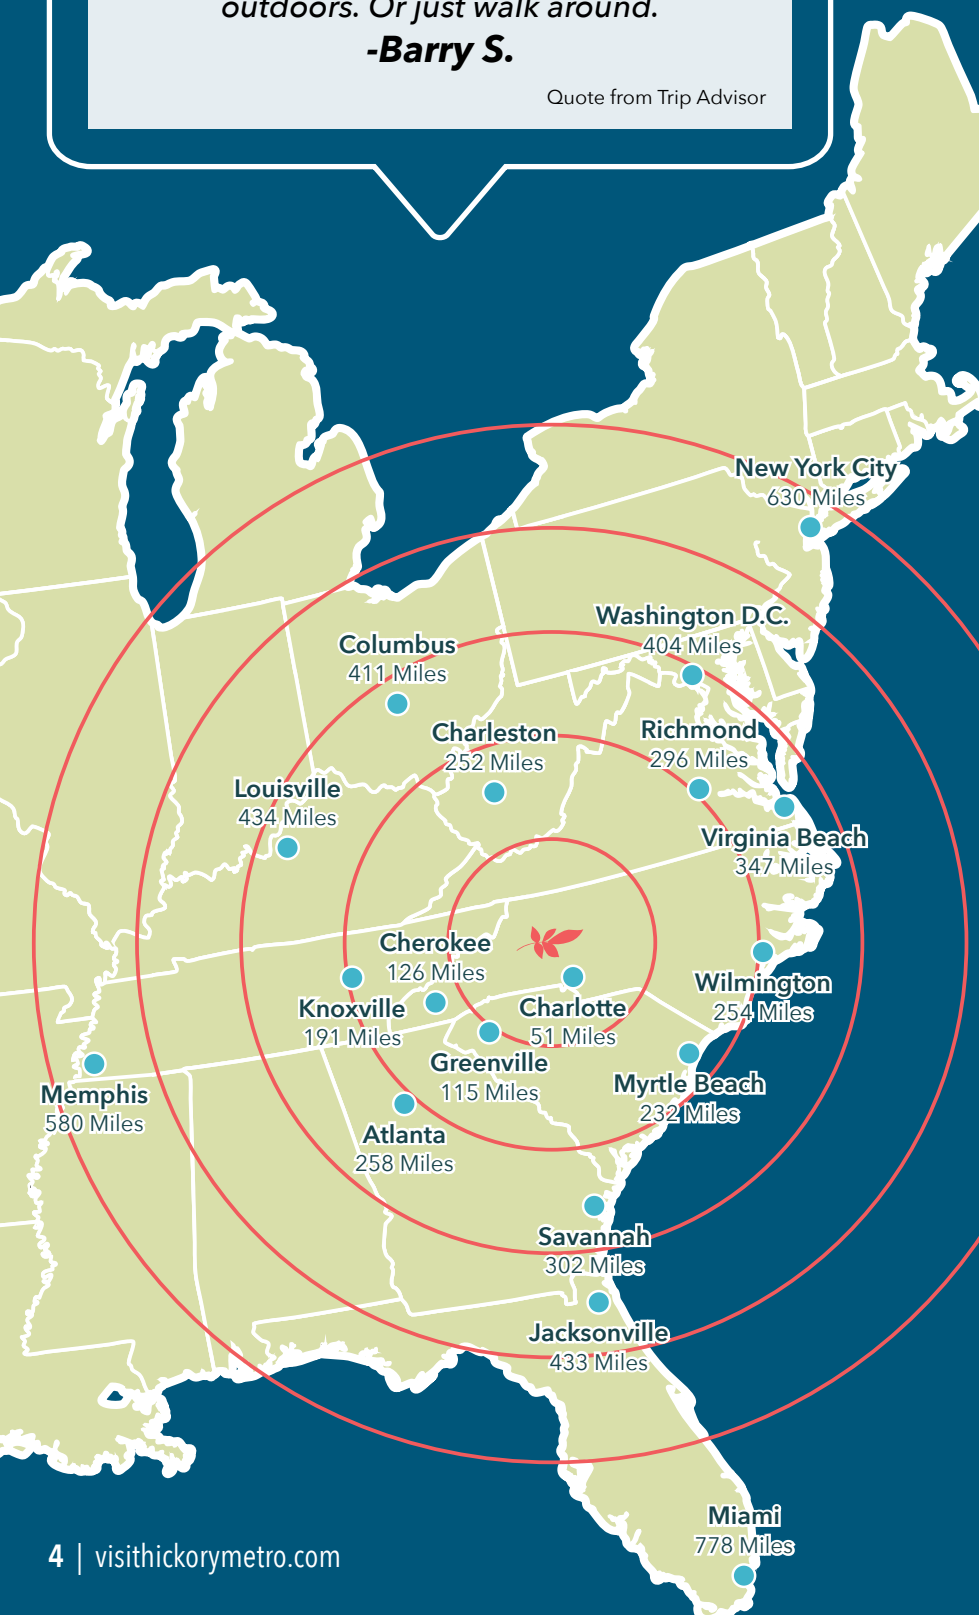 outdoors. Or just walk around.
-Barry S.
Quote from Trip Advisor
New York City
630 Miles
Washington D.C.
404 Miles
Columbus
411 Miles
Charleston
252 Miles
Richmond
296 Miles
Louisville
434 Miles
Virginia Beach
347 Miles
Cherokee
126 Miles
Wilmington
254 Miles
Knoxville
191 Miles
Charlotte
51 Miles
Greenville
115 Miles
Myrtle Beach
232 Miles
Memphis
580 Miles
Atlanta
258 Miles
Savannah
302 Miles
Jacksonville
433 Miles
Miami
778 Miles
4 | visithickorymetro.com